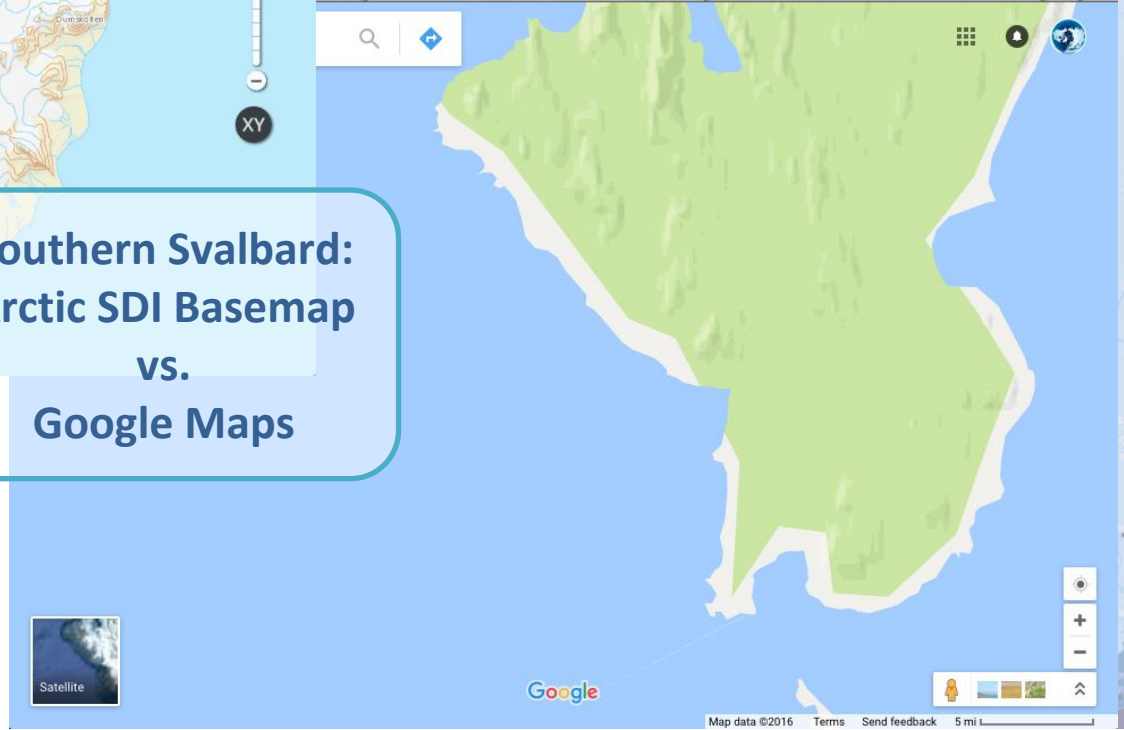 Dumskolten
XY
outhern Svalbard:
rctic SDI Basemap
vs.
Google Maps
Satellite
Google
Map data ©2016 Terms Send feedback 5 mi